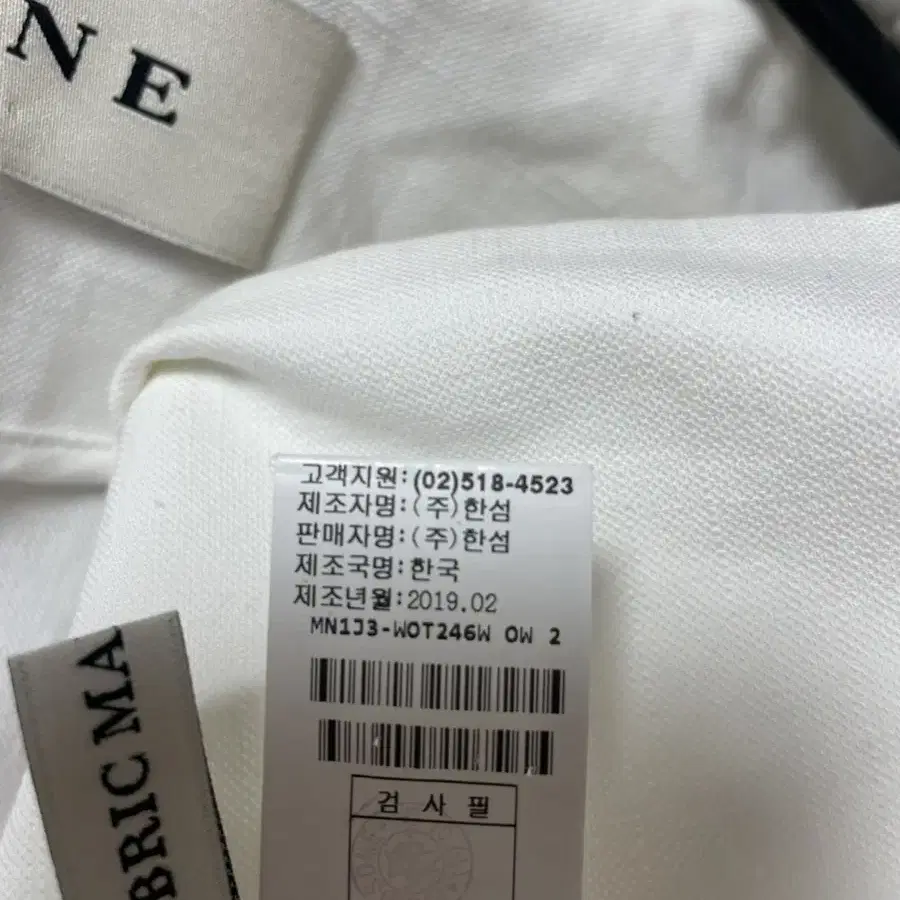 NE
고객지원:(02)518-4523
제조자명:(주)한섬
판매자명:(주)한섬
제조국명:한국
제조년월:2019.02
MN1J3-WOT246W OW 2
검 사 필
BRIC MA